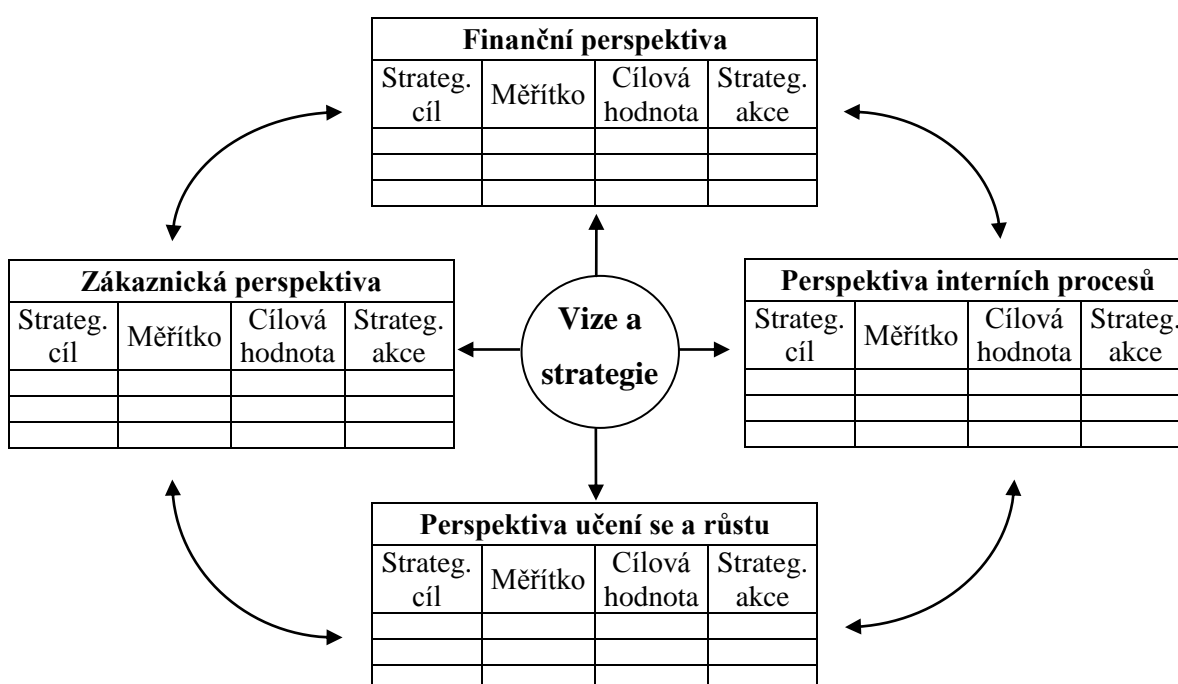 Finanční perspektiva
Strateg. cíl
Měřítko
Cílová hodnota
Strateg. akce
Zákaznická perspektiva
Strateg. cíl
Měřítko
Cílová hodnota
Strateg. akce
Vize a
strategie
Perspektiva interních procesů
Strateg. cíl
Měřítko
Cílová hodnota
Strateg. akce
Perspektiva učení se a růstu
Strateg. cíl
Měřítko
Cílová hodnota
Strateg. akce